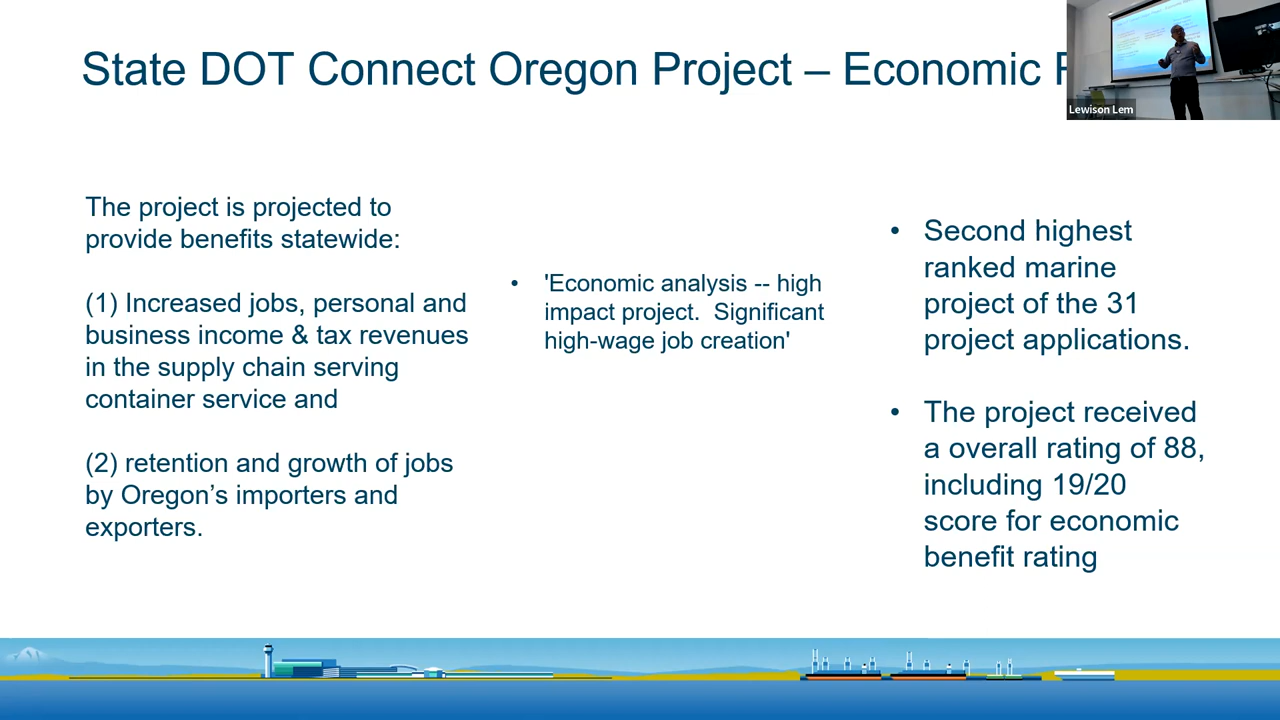 State DOT Connect Oregon Project – Economic
Lewison Lem
The project is projected to
provide benefits statewide:
(1) Increased jobs, personal and
business income & tax revenues
in the supply chain serving
container service and
(2) retention and growth of jobs
by Oregon’s importers and
exporters.
• 'Economic analysis -- high
impact project.  Significant
high-wage job creation'
• Second highest
ranked marine
project of the 31
project applications.
• The project received
a overall rating of 88,
including 19/20
score for economic
benefit rating